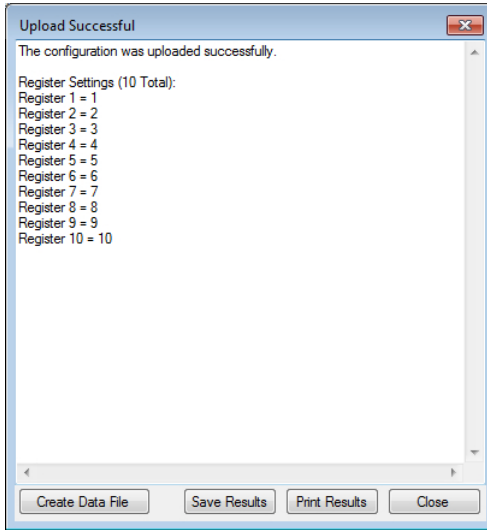 Upload Successful
The configuration was uploaded successfully.
Register Settings (10 Total):
Register 1 = 1
Register 2 = 2
Register 3 = 3
Register 4 = 4
Register 5 = 5
Register 6 = 6
Register 7 = 7
Register 8 = 8
Register 9 = 9
Register 10 = 10
Create Data File Save Results Print Results Close